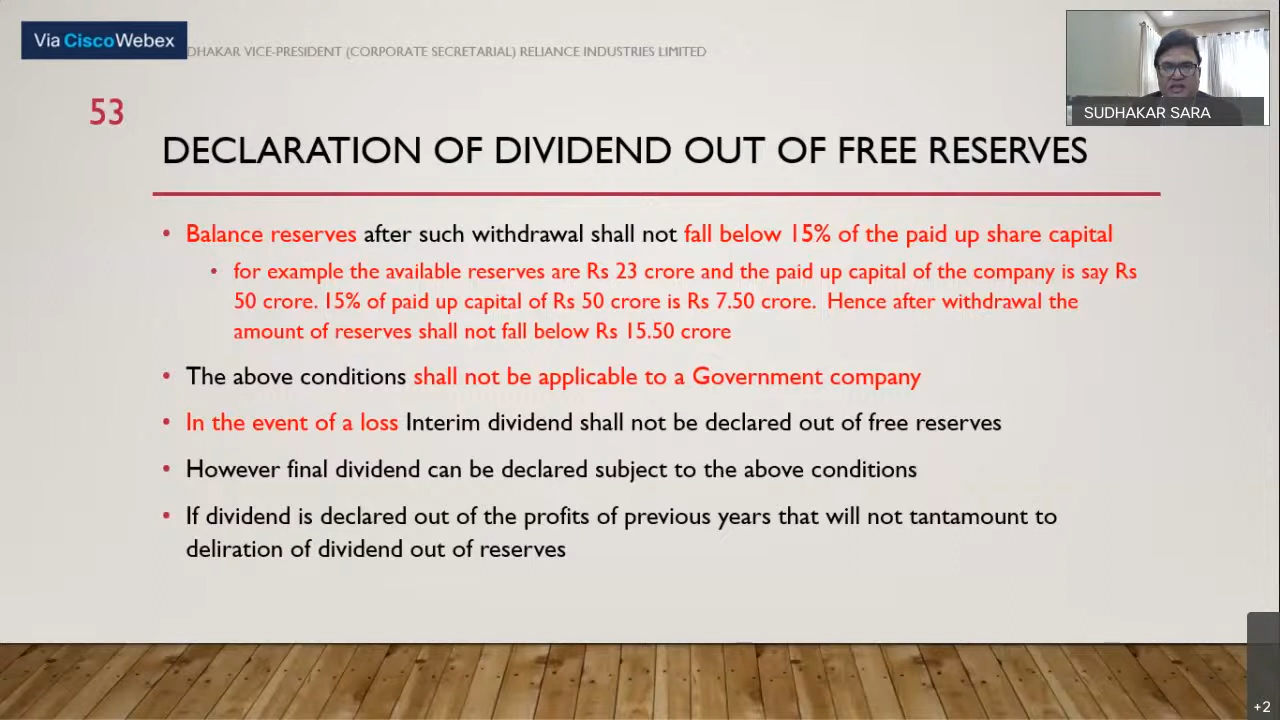 Via Cisco Webex
DHAKAR VICE-PRESIDENT (CORPORATE SECRETARIAL) RELIANCE INDUSTRIES LIMITED
SUDHAKAR SARA
53
DECLARATION OF DIVIDEND OUT OF FREE RESERVES
• Balance reserves after such withdrawal shall not fall below 15% of the paid up share capital
• for example the available reserves are Rs 23 crore and the paid up capital of the company is say Rs
50 crore. 15% of paid up capital of Rs 50 crore is Rs 7.50 crore. Hence after withdrawal the
amount of reserves shall not fall below Rs 15.50 crore
• The above conditions shall not be applicable to a Government company
• In the event of a loss Interim dividend shall not be declared out of free reserves
• However final dividend can be declared subject to the above conditions
• If dividend is declared out of the profits of previous years that will not tantamount to
deliration of dividend out of reserves
+2